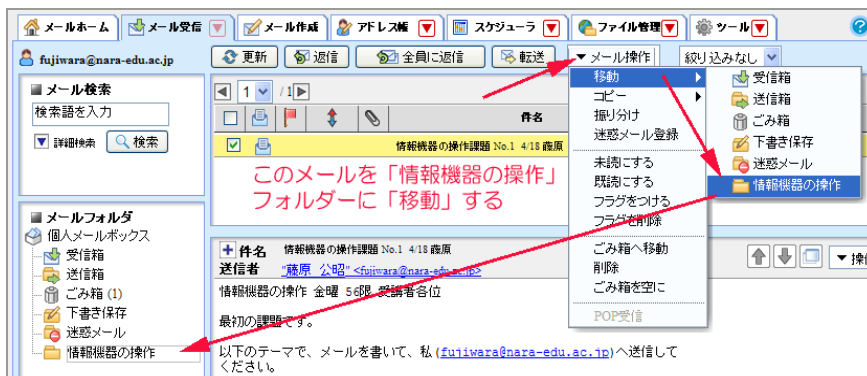 メールホーム メール受信 メール作成 アドレス帳 スケジューラ ファイル管理 ツール ?
fujiwara@nara-edu.ac.jp 更新 返信 全員に返信 転送 ▼メール操作 絞り込みなし
■メール検索
検索語を入力
▼ 詳細検索 検索
1 /1
件名
情報機器の操作課題 No.1 4/18 藤原
このメールを「情報機器の操作」
フォルダーに「移動」する
移動
コピー
振り分け
迷惑メール登録
未読にする
既読にする
フラグをつける
フラグを削除
ごみ箱へ移動
削除
ごみ箱を空に
POP受信
受信箱
送信箱
ごみ箱
下書き保存
迷惑メール
情報機器の操作
■メールフォルダ
個人メールボックス
受信箱
送信箱
ごみ箱 (1)
下書き保存
迷惑メール
情報機器の操作
+ 件名 情報機器の操作課題 No.1 4/18 藤原
送信者 "藤原 公昭" <fujiwara@nara-edu.ac.jp>
▼操
情報機器の操作 金曜 56限 受講者各位
最初の課題です。
以下のテーマで、メールを書いて、私(fujiwara@nara-edu.ac.jp)へ送信して
ください。